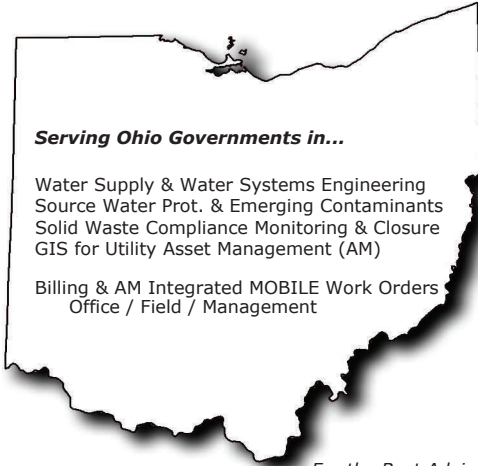 Serving Ohio Governments in...
Water Supply & Water Systems Engineering
Source Water Prot. & Emerging Contaminants
Solid Waste Compliance Monitoring & Closure
GIS for Utility Asset Management (AM)
Billing & AM Integrated MOBILE Work Orders
Office / Field / Management